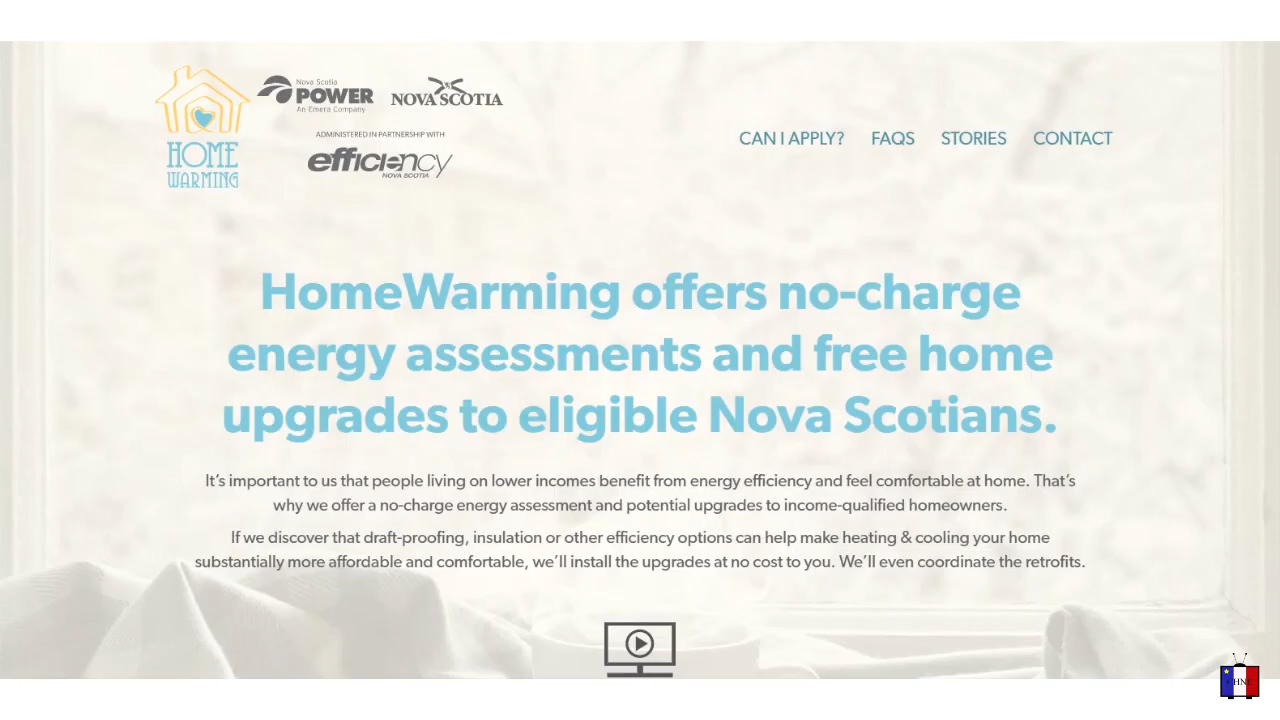 Nova Scotia
POWER
An Emera Company
NOVA SCOTIA
ADMINISTERED IN PARTNERSHIP WITH
efficiency
NOVA SCOTIA
HOME
WARMING
CAN I APPLY? FAQS STORIES CONTACT
HomeWarming offers no-charge
energy assessments and free home
upgrades to eligible Nova Scotians.
It's important to us that people living on lower incomes benefit from energy efficiency and feel comfortable at home. That's
why we offer a no-charge energy assessment and potential upgrades to income-qualified homeowners.
If we discover that draft-proofing, insulation or other efficiency options can help make heating & cooling your home
substantially more affordable and comfortable, we'll install the upgrades at no cost to you. We'll even coordinate the retrofits.